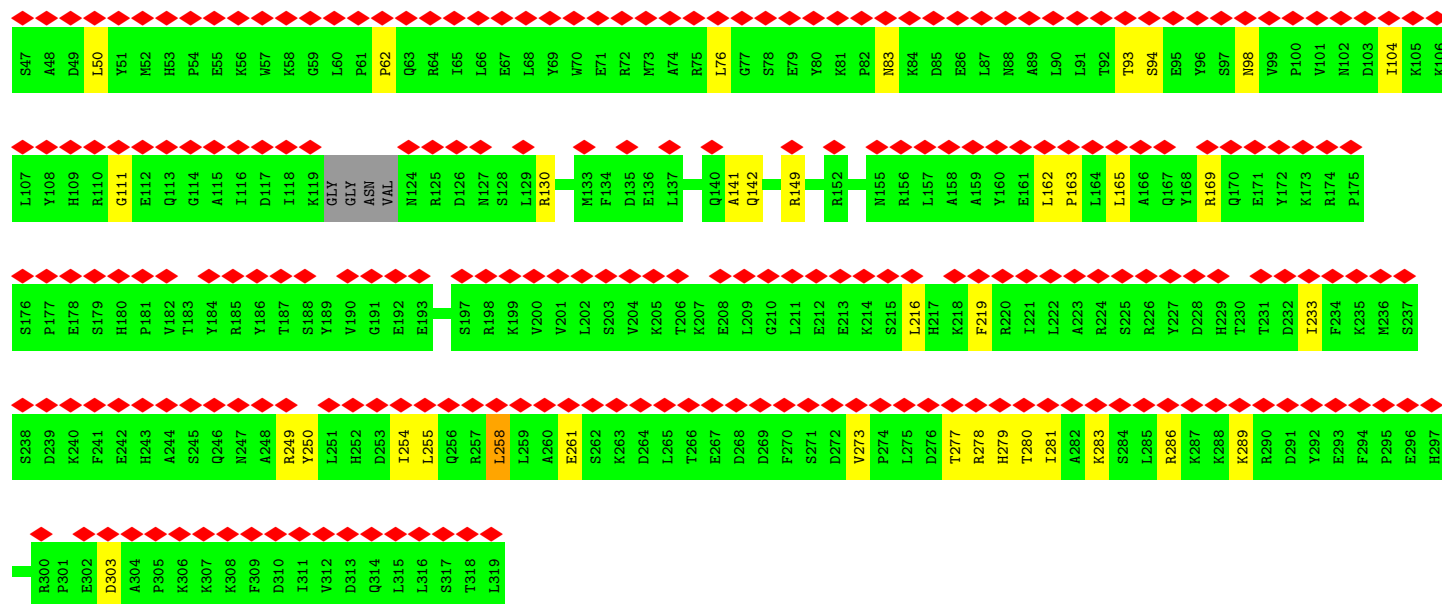 S47 A48 D49 L50 Y51 M52 H53 P54 E55 K56 W57 K58 G59 L60 P61 P62 Q63 R64 I65 L66 E67 L68 Y69 W70 E71 R72 M73 A74 R75 L76 G77 S78 E79 Y80 K81 P82 N83 K84 D85 E86 L87 N88 A89 L90 L91 T92 T93 S94 E95 Y96 S97 N98 V99 P100 V101 N102 D103 I104 K105 K106
L107 Y108 H109 R110 G111 E112 Q113 G114 A115 I116 D117 I118 K119 GLY GLY ASN VAL N124 R125 D126 N127 S128 L129 R130 M133 F134 D135 E136 L137 Q140 A141 Q142 R149 R152 N155 R156 L157 A158 A159 Y160 E161 L162 P163 L164 L165 A166 Q167 Y168 R169 Q170 E171 Y172 K173 R174 P175
S176 P177 E178 S179 H180 P181 V182 T183 Y184 R185 Y186 T187 S188 Y189 V190 G191 E192 E193 S197 R198 K199 V200 V201 L202 S203 V204 K205 T206 K207 E208 L209 G210 L211 E212 E213 K214 S215 L216 H217 K218 F219 R220 I221 L222 A223 R224 S225 R226 Y227 D228 H229 T230 T231 D232 I233 F234 K235 M236 S237
S238 D239 K240 F241 E242 H243 A244 S245 Q246 N247 A248 R249 Y250 L251 H252 D253 I254 L255 Q256 R257 L258 L259 A260 E261 S262 K263 D264 L265 T266 E267 D268 D269 F270 S271 D272 V273 P274 L275 D276 T277 R278 H279 T280 I281 A282 K283 S284 L285 R286 K287 K288 K289 R290 D291 Y292 E293 F294 P295 E296 H297
R300 P301 E302 D303 A304 P305 K306 K307 K308 F309 D310 I311 V312 D313 Q314 L315 L316 S317 T318 L319